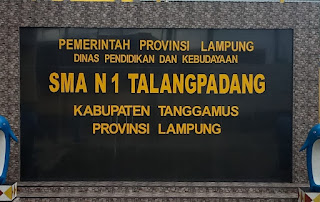 PEMERINTAH PROVINSI LAMPUNG
DINAS PENDIDIKAN DAN KEBUDAYAAN
SMA N 1 TALANGPADANG
KABUPATEN TANGGAMUS
PROVINSI LAMPUNG